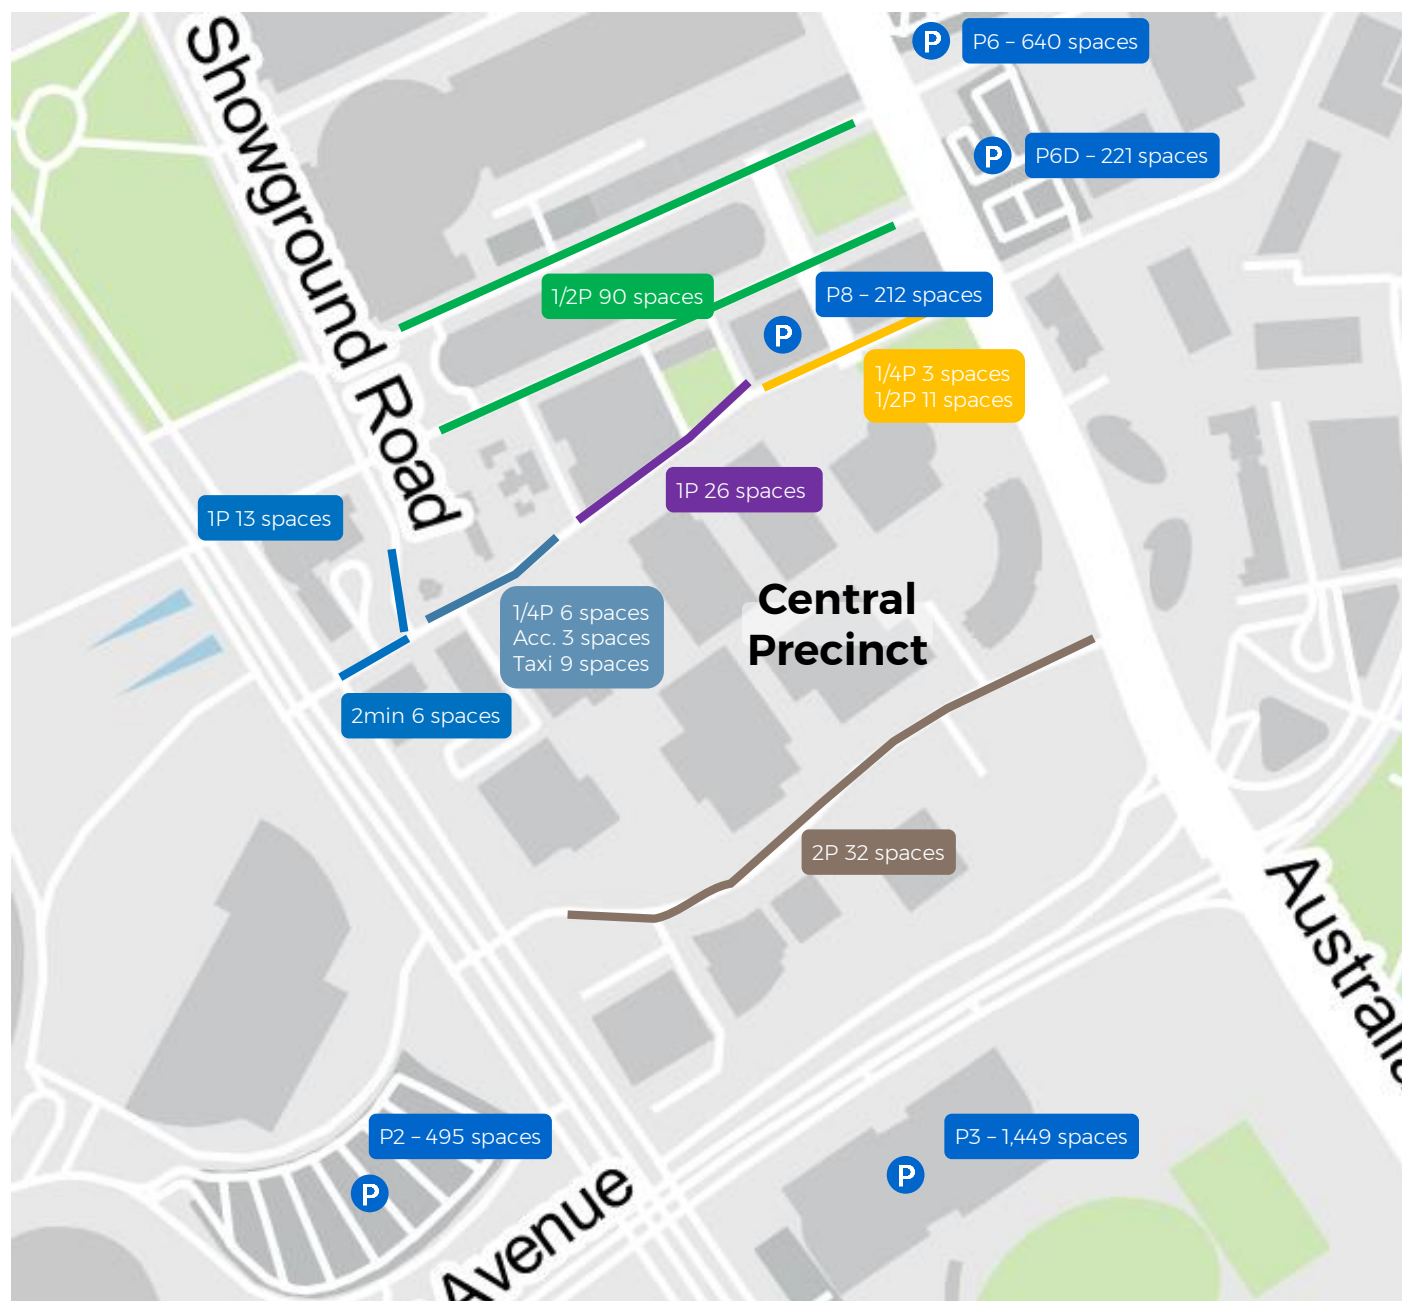 P
P6 – 640 spaces
Showground Road
P
P6D – 221 spaces
1/2P 90 spaces
P8 – 212 spaces
P
1/4P 3 spaces
1/2P 11 spaces
1P 26 spaces
1P 13 spaces
1/4P 6 spaces
Acc. 3 spaces
Taxi 9 spaces
Central
Precinct
2min 6 spaces
2P 32 spaces
Australia
P2 – 495 spaces
P
P3 – 1,449 spaces
P
Avenue